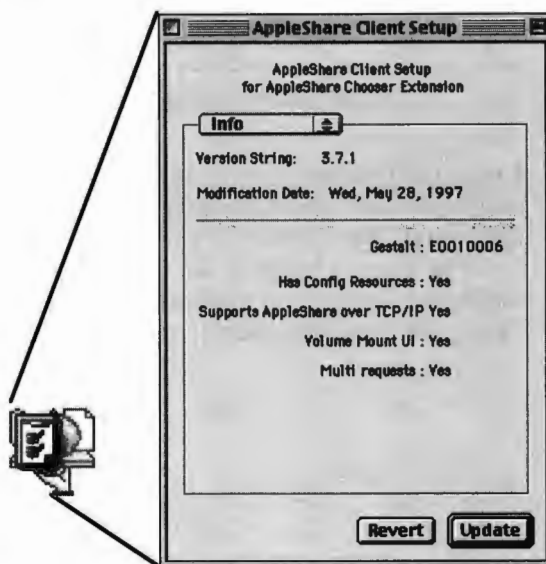 AppleShare Client Setup
AppleShare Client Setup
for AppleShare Chooser Extension
Info
Version String: 3.7.1
Modification Date: Wed, May 28, 1997
Gestalt : E0010006
Has Config Resources : Yes
Supports AppleShare over TCP/IP Yes
Volume Mount UI : Yes
Multi requests : Yes
Revert Update